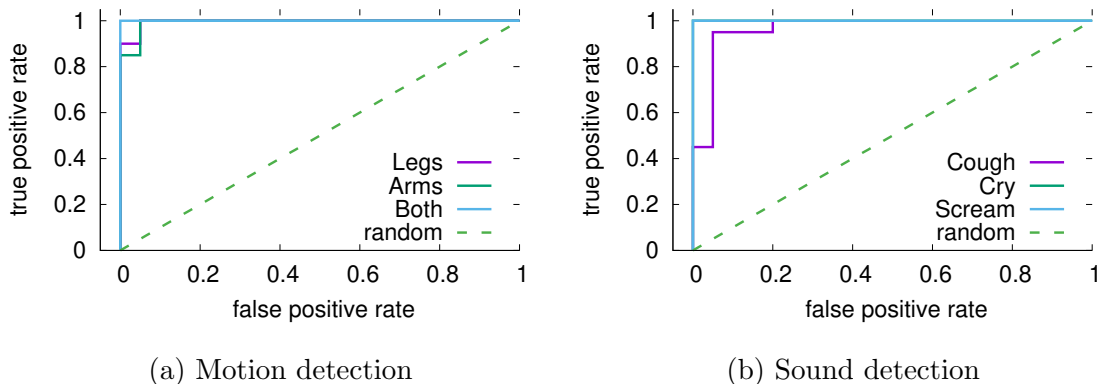 true positive rate
1
0.8
0.6
0.4
0.2
0
Legs
Arms
Both
random
0 0.2 0.4 0.6 0.8 1
false positive rate
(a) Motion detection
true positive rate
1
0.8
0.6
0.4
0.2
0
Cough
Cry
Scream
random
0 0.2 0.4 0.6 0.8 1
false positive rate
(b) Sound detection